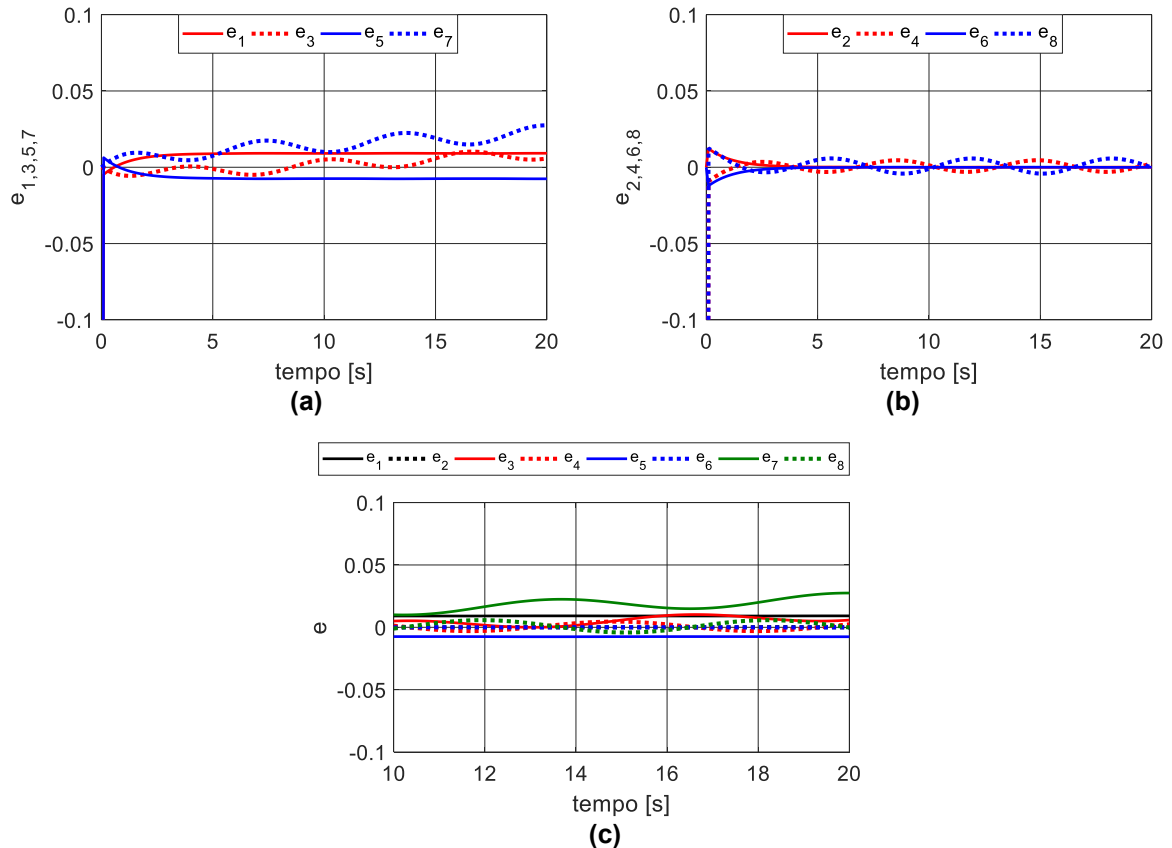 0.1
e1 e3 e5 e7
0.05
0
-0.05
-0.1
e1,3,5,7
0 5 10 15 20
tempo [s]
(a)
0.1
e2 e4 e6 e8
0.05
0
-0.05
-0.1
e2,4,6,8
0 5 10 15 20
tempo [s]
(b)
e1 e2 e3 e4 e5 e6 e7 e8
0.1
0.05
0
-0.05
-0.1
e
10 12 14 16 18 20
tempo [s]
(c)